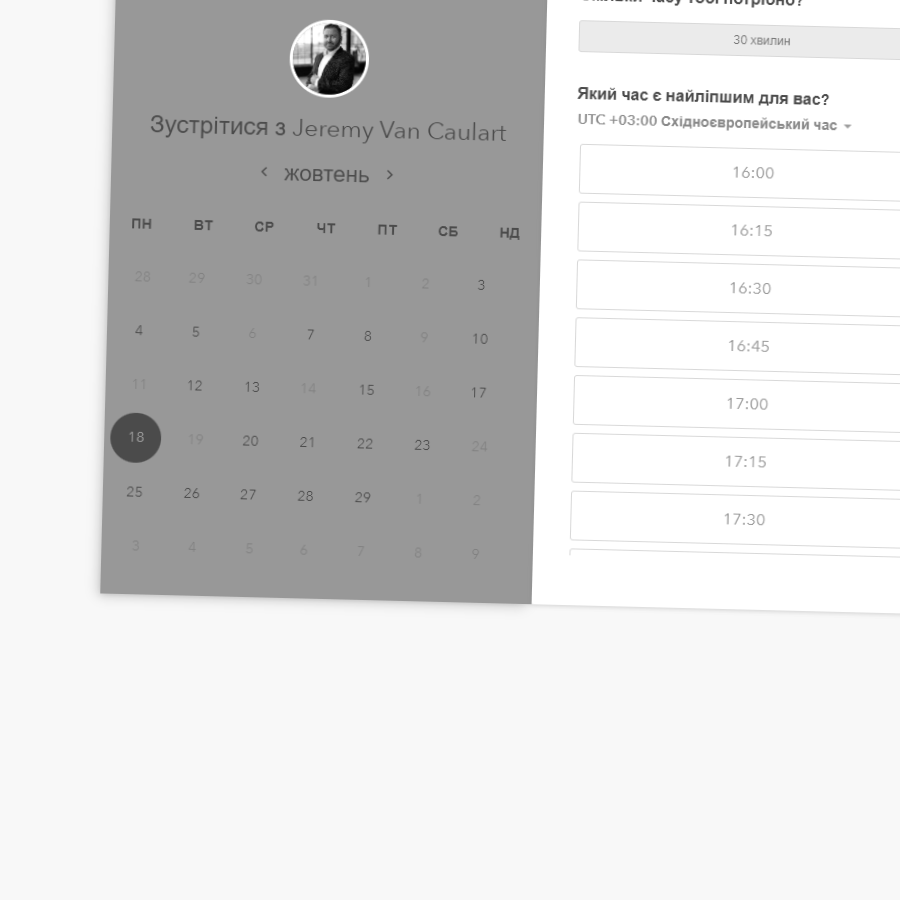 Зустрітися з Jeremy Van Caulart
жовтень
ПН ВТ СР ЧТ ПТ СБ НД
28 29 30 31 1 2 3
4 5 6 7 8 9 10
11 12 13 14 15 16 17
18 19 20 21 22 23 24
25 26 27 28 29 1 2
3 4 5 6 7 8 9
часу тобі потрібно?
30 хвилин
Який час є найліпшим для вас?
UTC +03:00 Східноєвропейський час
16:00
16:15
16:30
16:45
17:00
17:15
17:30